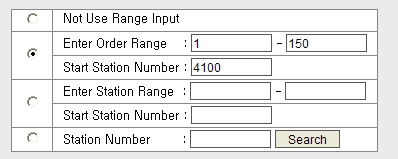 Not Use Range Input
Enter Order Range : 1 - 150
Start Station Number : 4100
Enter Station Range : -
Start Station Number :
Station Number : Search